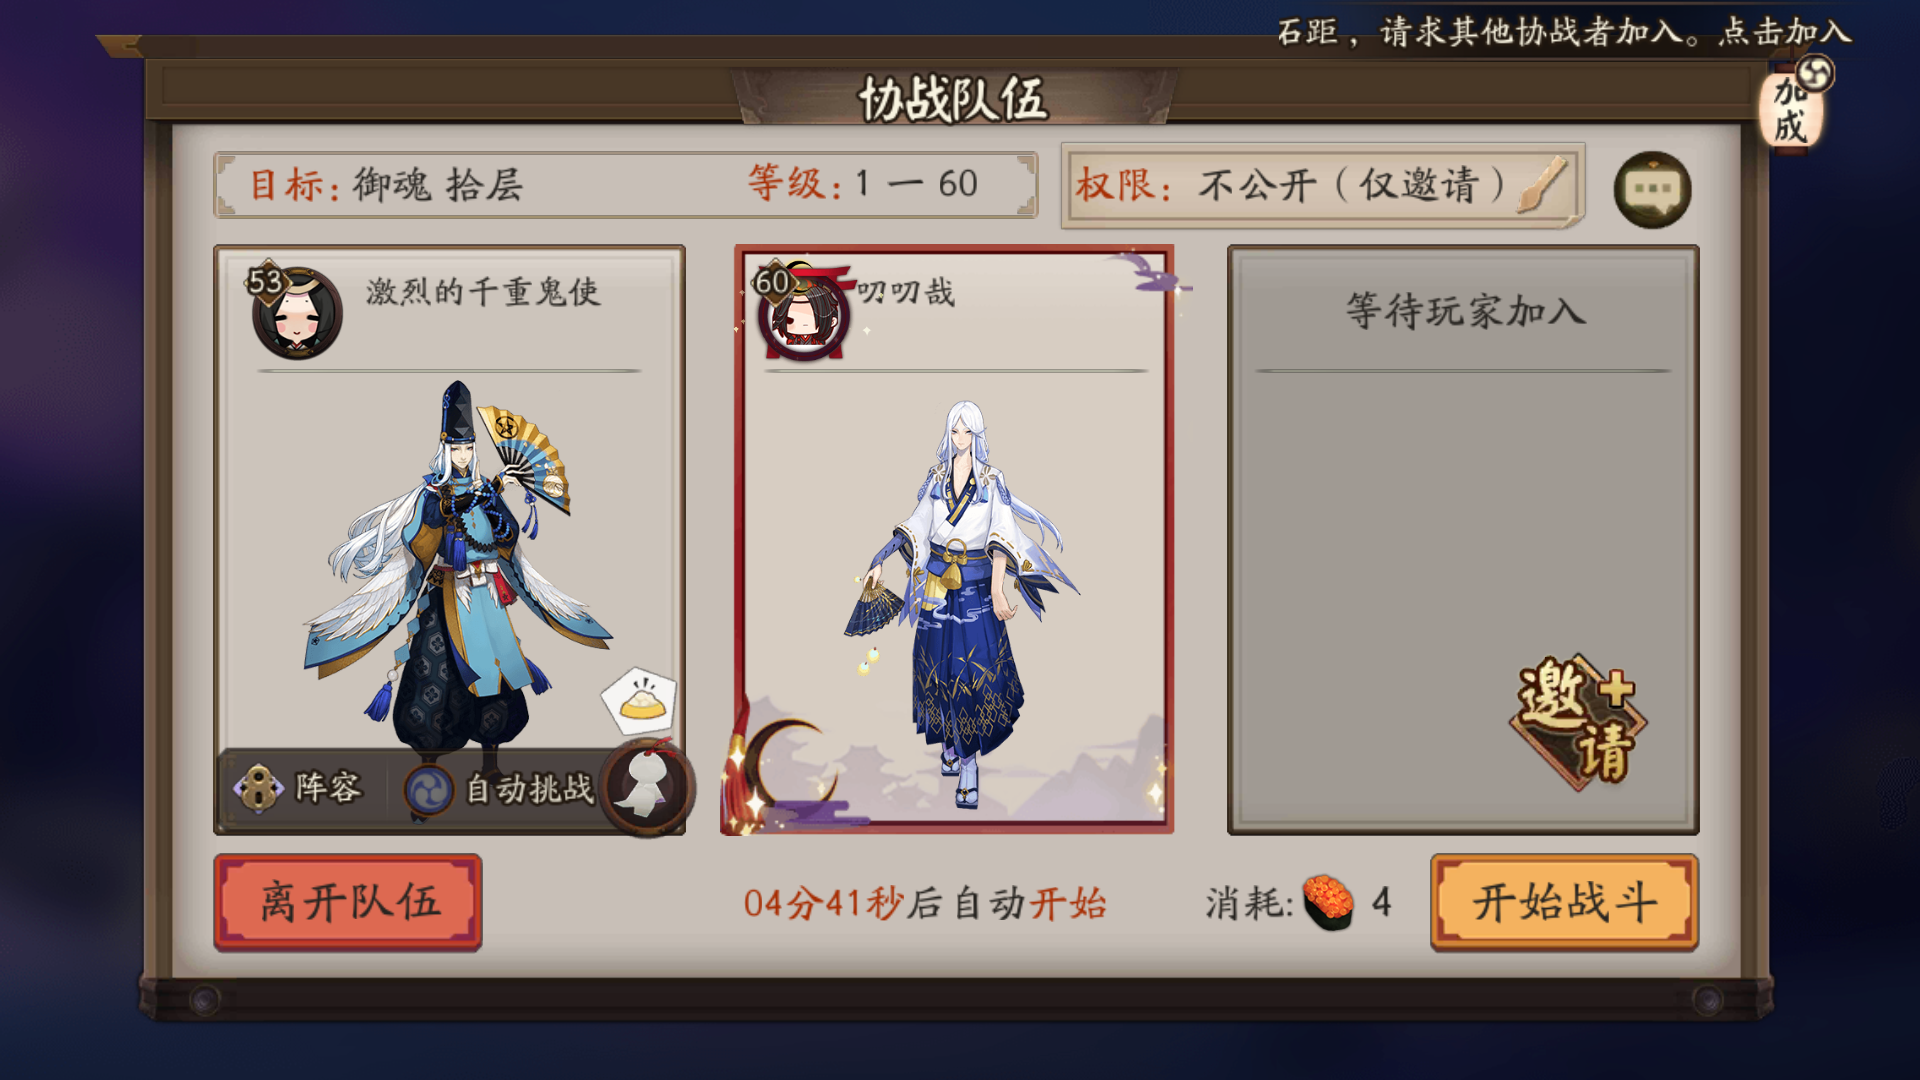 石距，请求其他协战者加入。点击加入
协战队伍
加成
目标: 御魂 拾层
等级: 1 一 60
权限: 不公开（仅邀请）
53
激烈的千重鬼使
60
叨叨哉
等待玩家加入
邀请
阵容
自动挑战
离开队伍
04分41秒后自动开始
消耗: 4
开始战斗